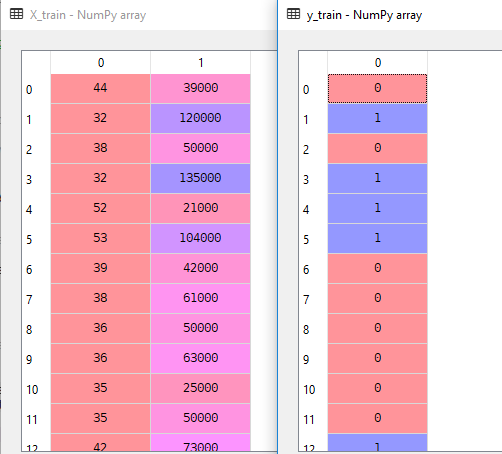 X_train - NumPy array
0 1
0 44 39000
1 32 120000
2 38 50000
3 32 135000
4 52 21000
5 53 104000
6 39 42000
7 38 61000
8 36 50000
9 36 63000
10 35 25000
11 35 50000
12 42 73000
y_train - NumPy array
0
0 0
1 1
2 0
3 1
4 1
5 1
6 0
7 0
8 0
9 0
10 0
11 0
12 1